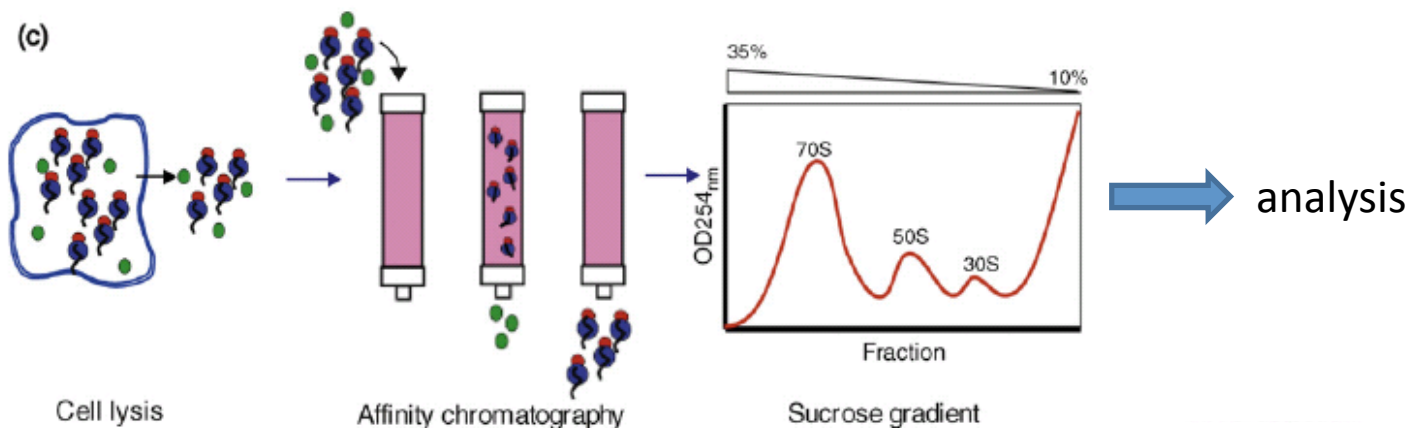 (c)
35%
10%
70S
50S
30S
OD254nm
Fraction
analysis
Cell lysis
Affinity chromatography
Sucrose gradient